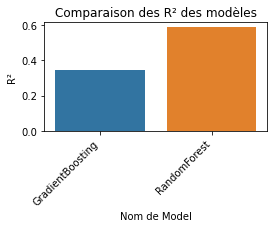 Comparaison des R² des modèles
R²
0.6
0.4
0.2
0.0
GradientBoosting
RandomForest
Nom de Model